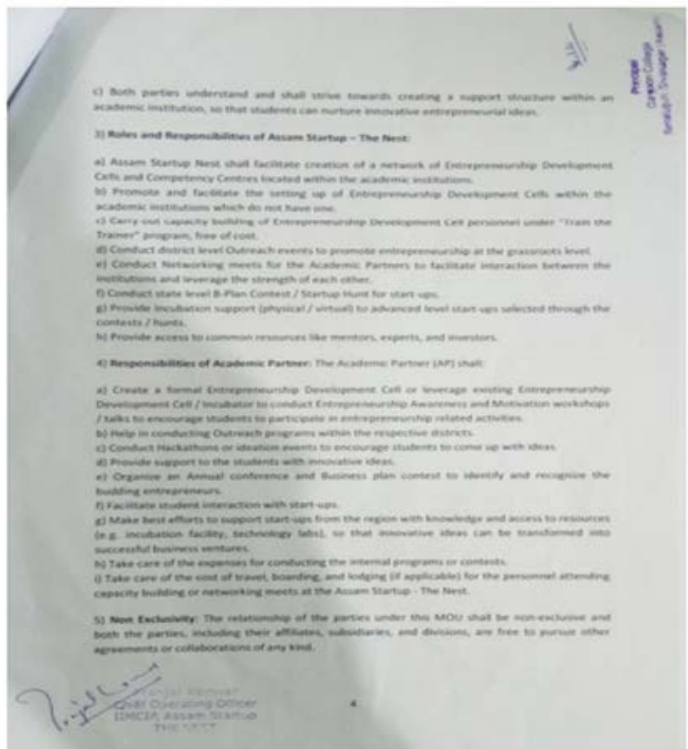 Principal
Gargaon College
c) Both parties understand and shall strive towards creating a support structure within an
academic institution, so that students can nurture innovative entrepreneurial ideas.
3) Roles and Responsibilities of Assam Startup – The Nest:
a) Assam Startup Nest shall facilitate creation of a network of Entrepreneurship Development
Cells and Competency Centres located within the academic institutions.
b) Promote and facilitate the setting up of Entrepreneurship Development Cells within the
academic institutions which do not have one.
c) Carry out capacity building of Entrepreneurship Development Cell personnel under "Train the
Trainer" program, free of cost.
d) Conduct district level Outreach events to promote entrepreneurship at the grassroots level.
e) Conduct Networking meets for the Academic Partners to facilitate interaction between the
institutions and leverage the strength of each other.
f) Conduct state level B-Plan Contest / Startup Hunt for start-ups.
g) Provide incubation support (physical / virtual) to advanced level start-ups selected through the
contests / hunts.
h) Provide access to common resources like mentors, experts, and investors.
4) Responsibilities of Academic Partner: The Academic Partner (AP) shall:
a) Create a formal Entrepreneurship Development Cell or leverage existing Entrepreneurship
Development Cell / Incubator to conduct Entrepreneurship Awareness and Motivation workshops
/ talks to encourage students to participate in entrepreneurship related activities.
b) Help in conducting Outreach programs within the respective districts.
c) Conduct Hackathons or ideation events to encourage students to come up with ideas.
d) Provide support to the students with innovative ideas.
e) Organize an Annual conference and Business plan contest to identify and recognize the
budding entrepreneurs.
f) Facilitate student interaction with start-ups.
g) Make best efforts to support start-ups from the region with knowledge and access to resources
(e.g. incubation facility, technology labs), so that innovative ideas can be transformed into
successful business ventures.
h) Take care of the expenses for conducting the internal programs or contests.
i) Take care of the cost of travel, boarding, and lodging (if applicable) for the personnel attending
capacity building or networking meets at the Assam Startup - The Nest.
5) Non Exclusivity: The relationship of the parties under this MOU shall be non-exclusive and
both the parties, including their affiliates, subsidiaries, and divisions, are free to pursue other
agreements or collaborations of any kind.
Chief Operating Officer
IIMCIP, Assam Startup
THE NEST
4